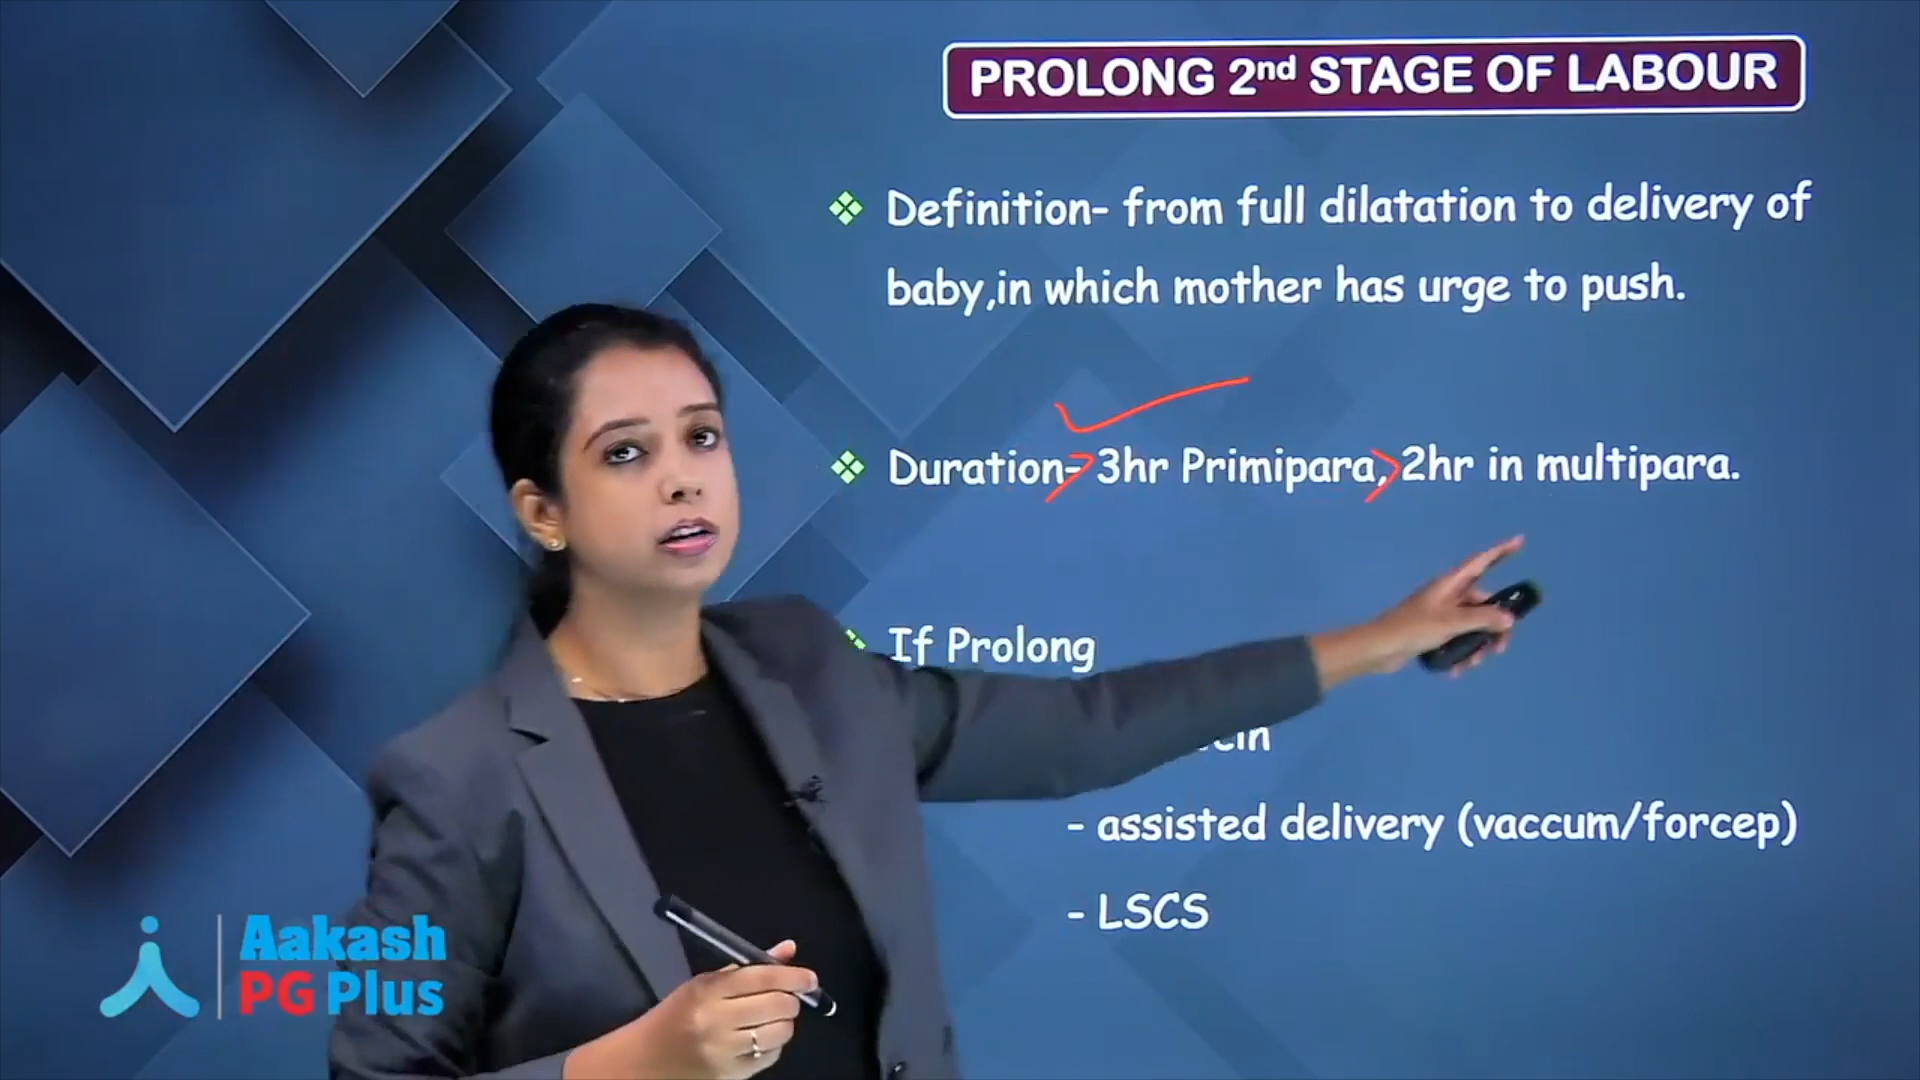 PROLONG 2nd STAGE OF LABOUR
Definition- from full dilatation to delivery of
baby,in which mother has urge to push.
Duration- > 3hr Primipara, > 2hr in multipara.
If Prolong
- assisted delivery (vaccum/forcep)
- LSCS
Aakash
PG Plus